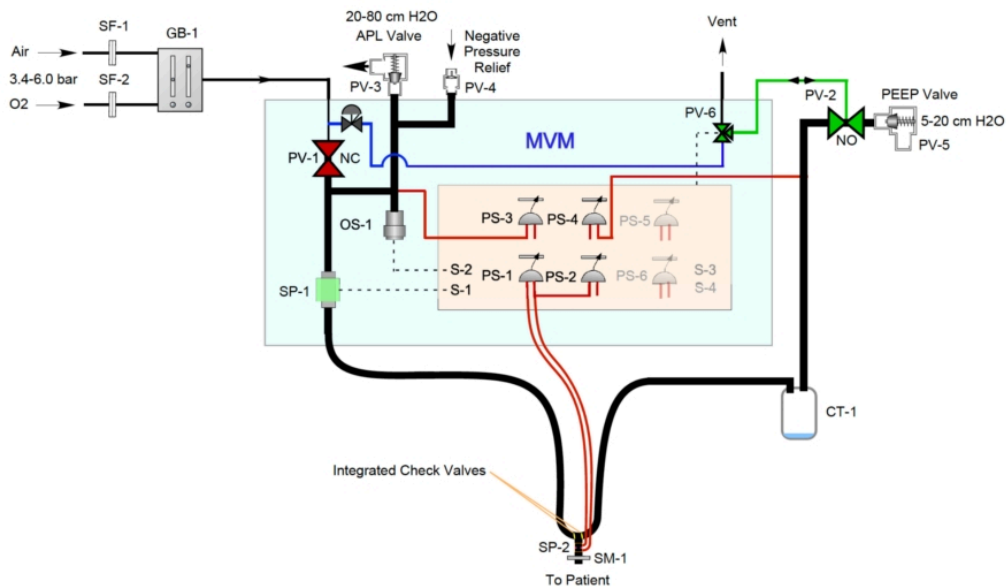 Air
SF-1
GB-1
3.4-6.0 bar
SF-2
O2
20-80 cm H2O
APL Valve
PV-3
Negative
Pressure
Relief
PV-4
Vent
PV-6
PV-2
PEEP Valve
5-20 cm H2O
NO
PV-5
MVM
PV-1
NC
OS-1
PS-3
PS-4
PS-5
S-2
S-1
PS-1
PS-2
PS-6
S-3
S-4
SP-1
CT-1
Integrated Check Valves
SP-2
SM-1
To Patient